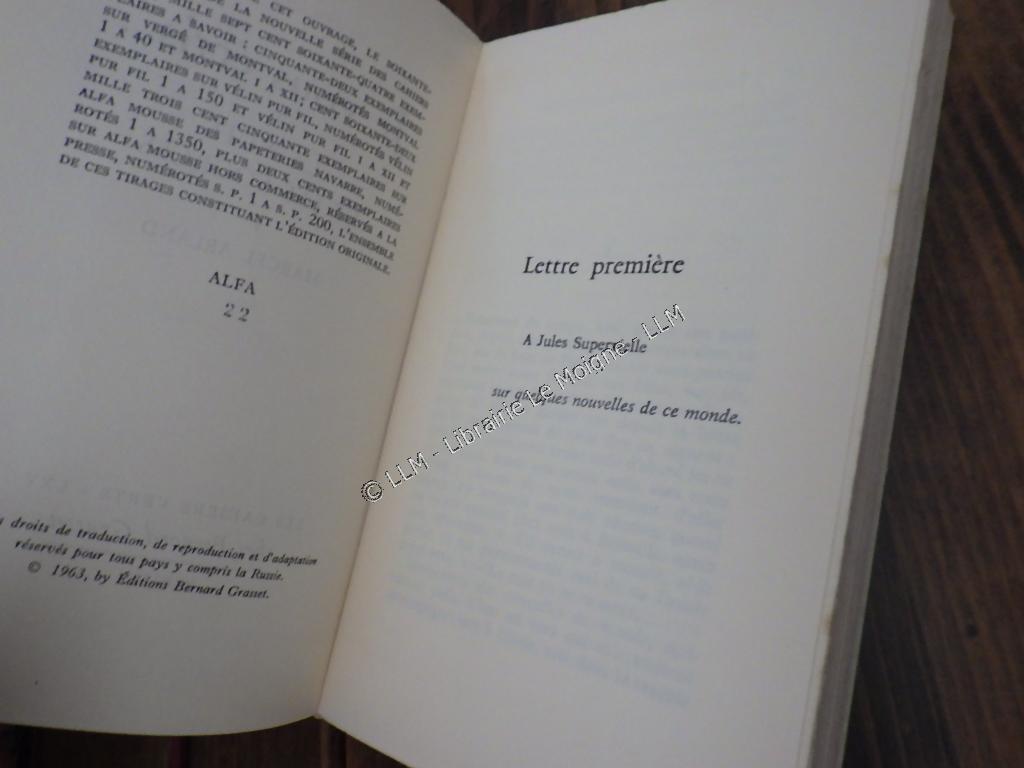 CET OUVRAGE, LE SOIXANTE-
DE LA NOUVELLE SÉRIE DES CAHIERS
MILLE SEPT CENT SOIXANTE-QUATRE EXEM-
PLAIRES A SAVOIR : CINQUANTE-DEUX EXEMPLAIRES
SUR VERGÉ DE MONTVAL, NUMÉROTÉS MONTVAL
1 A 40 ET MONTVAL I A XII ; CENT SOIXANTE-DEUX
EXEMPLAIRES SUR VÉLIN PUR FIL, NUMÉROTÉS VÉLIN
PUR FIL 1 A 150 ET VÉLIN PUR FIL I A XII ET
MILLE TROIS CENT CINQUANTE EXEMPLAIRES SUR
ALFA MOUSSE DES PAPETERIES NAVARRE, NUMÉ-
ROTÉS 1 A 1350, PLUS DEUX CENTS EXEMPLAIRES
SUR ALFA MOUSSE HORS COMMERCE, RÉSERVÉS A LA
PRESSE, NUMÉROTÉS S. P. 1 A S. P. 200, L'ENSEMBLE
DE CES TIRAGES CONSTITUANT L'ÉDITION ORIGINALE.
ALFA
22
droits de traduction, de reproduction et d'adaptation
réservés pour tous pays y compris la Russie.
© 1963, by Éditions Bernard Grasset.
Lettre première
A Jules Supervielle
sur quelques nouvelles de ce monde.
© LLM - Librairie Le Moigne - LLM